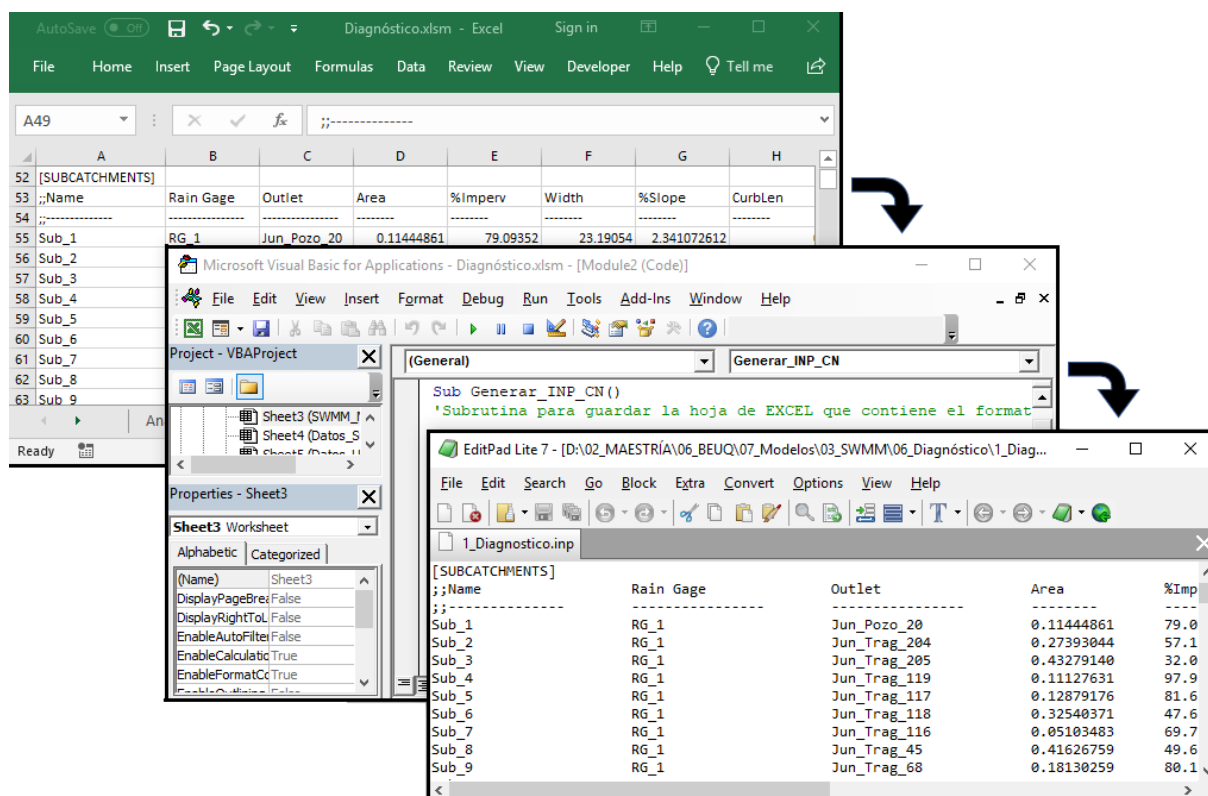 AutoSave Off Diagnóstico.xlsm - Excel Sign in
File Home Insert Page Layout Formulas Data Review View Developer Help Tell me
A49 fx ;;--------------
A B C D E F G H
52 [SUBCATCHMENTS]
53 ;;Name Rain Gage Outlet Area %Imperv Width %Slope CurbLen
54 ;;-------------- ---------------- ---------------- -------- -------- -------- -------- --------
55 Sub_1 RG_1 Jun_Pozo_20 0.11444861 79.09352 23.19054 2.341072612
56 Sub_2
57 Sub_3
58 Sub_4
59 Sub_5
60 Sub_6
61 Sub_7
62 Sub_8
63 Sub_9
An
Ready
Microsoft Visual Basic for Applications - Diagnóstico.xlsm - [Module2 (Code)]
File Edit View Insert Format Debug Run Tools Add-Ins Window Help
Project - VBAProject
Sheet3 (SWMM_
Sheet4 (Datos_S
Sheet5 (Datos_
Properties - Sheet3
Sheet3 Worksheet
Alphabetic Categorized
(Name) Sheet3
DisplayPageBrea False
DisplayRightToL False
EnableAutoFilter False
EnableCalculatic True
EnableFormatCc True
(General) Generar_INP_CN
Sub Generar_INP_CN()
'Subrutina para guardar la hoja de EXCEL que contiene el format
EditPad Lite 7 - [D:\02_MAESTRÍA\06_BEUQ\07_Modelos\03_SWMM\06_Diagnóstico\1_Diag...
File Edit Search Go Block Extra Convert Options View Help
1_Diagnostico.inp
[SUBCATCHMENTS]
;;Name Rain Gage Outlet Area %Imp
;;-------------- ---------------- ---------------- -------- ----
Sub_1 RG_1 Jun_Pozo_20 0.11444861 79.0
Sub_2 RG_1 Jun_Trag_204 0.27393044 57.1
Sub_3 RG_1 Jun_Trag_205 0.43279140 32.0
Sub_4 RG_1 Jun_Trag_119 0.11127631 97.9
Sub_5 RG_1 Jun_Trag_117 0.12879176 81.6
Sub_6 RG_1 Jun_Trag_118 0.32540371 47.6
Sub_7 RG_1 Jun_Trag_116 0.05103483 69.7
Sub_8 RG_1 Jun_Trag_45 0.41626759 49.6
Sub_9 RG_1 Jun_Trag_68 0.18130259 80.1